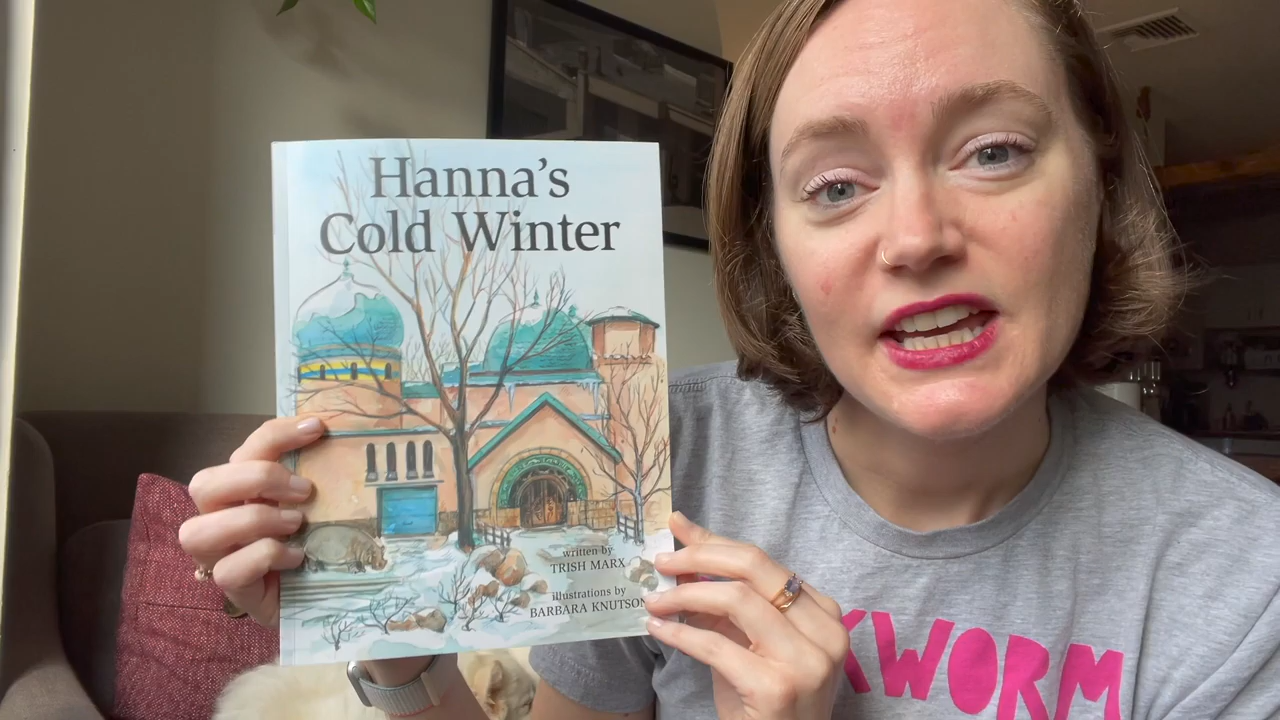 Hanna's
Cold Winter
written by
TRISH MARX
illustrations by
BARBARA KNUTSON
KWORM